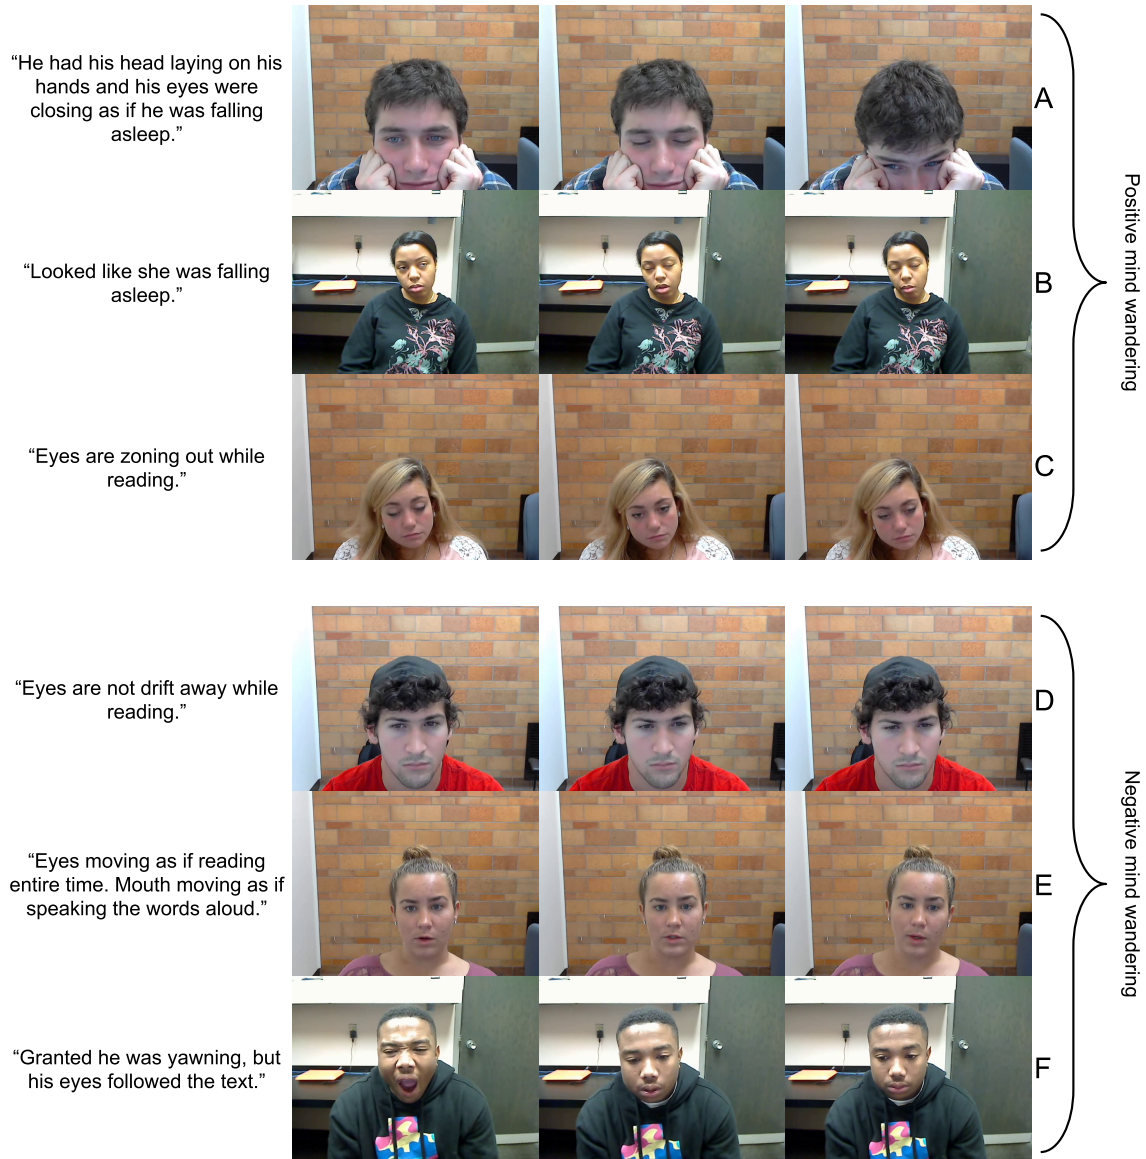 “He had his head laying on his
hands and his eyes were
closing as if he was falling
asleep.”
A
“Looked like she was falling
asleep.”
B
“Eyes are zoning out while
reading.”
C
Positive mind wandering
“Eyes are not drift away while
reading.”
D
“Eyes moving as if reading
entire time. Mouth moving as if
speaking the words aloud.”
E
“Granted he was yawning, but
his eyes followed the text.”
F
Negative mind wandering